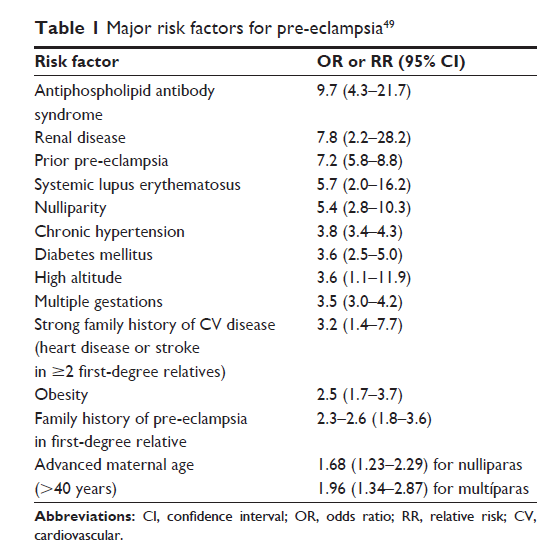 Table 1 Major risk factors for pre-eclampsia⁴⁹
Risk factor OR or RR (95% CI)
Antiphospholipid antibody 9.7 (4.3–21.7)
syndrome
Renal disease 7.8 (2.2–28.2)
Prior pre-eclampsia 7.2 (5.8–8.8)
Systemic lupus erythematosus 5.7 (2.0–16.2)
Nulliparity 5.4 (2.8–10.3)
Chronic hypertension 3.8 (3.4–4.3)
Diabetes mellitus 3.6 (2.5–5.0)
High altitude 3.6 (1.1–11.9)
Multiple gestations 3.5 (3.0–4.2)
Strong family history of CV disease 3.2 (1.4–7.7)
(heart disease or stroke
in ≥2 first-degree relatives)
Obesity 2.5 (1.7–3.7)
Family history of pre-eclampsia 2.3–2.6 (1.8–3.6)
in first-degree relative
Advanced maternal age 1.68 (1.23–2.29) for nulliparas
(>40 years) 1.96 (1.34–2.87) for multíparas
Abbreviations: CI, confidence interval; OR, odds ratio; RR, relative risk; CV,
cardiovascular.